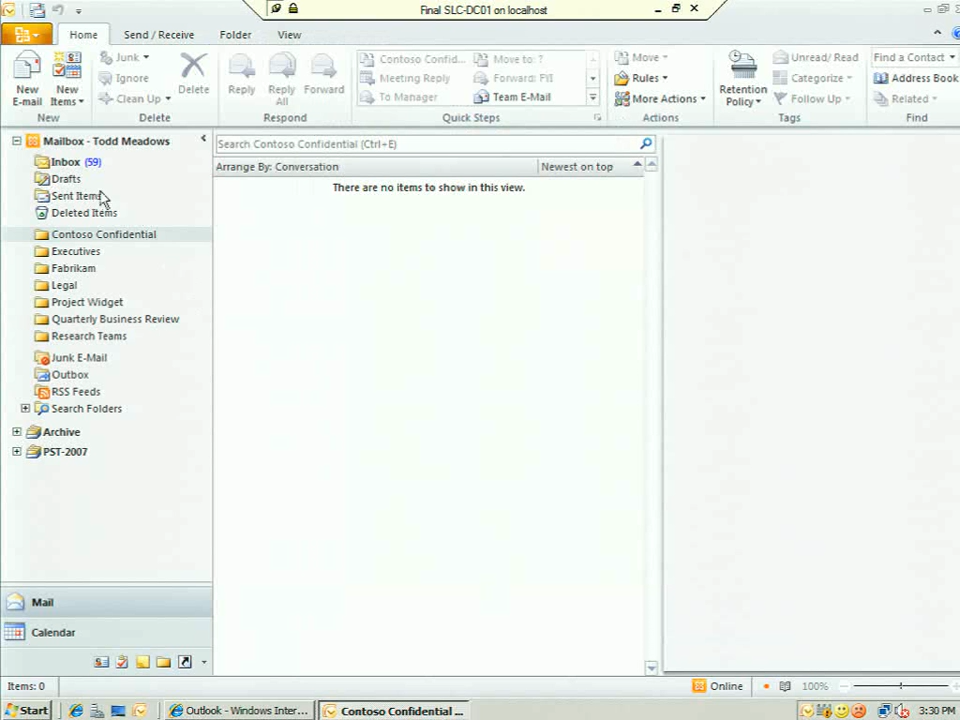 Final SLC-DC01 on localhost
Home
Send / Receive
Folder
View
New E-mail
New Items
Junk
Ignore
Clean Up
Delete
Reply
Reply All
Forward
Contoso Confid...
Meeting Reply
To Manager
Move to: ?
Forward: FYI
Team E-Mail
Move
Rules
More Actions
Retention Policy
Unread/ Read
Categorize
Follow Up
Find a Contact
Address Book
Related
New
Delete
Respond
Quick Steps
Actions
Tags
Find
Mailbox - Todd Meadows
Inbox (59)
Drafts
Sent Items
Deleted Items
Contoso Confidential
Executives
Fabrikam
Legal
Project Widget
Quarterly Business Review
Research Teams
Junk E-Mail
Outbox
RSS Feeds
Search Folders
Archive
PST-2007
Search Contoso Confidential (Ctrl+E)
Arrange By: Conversation
Newest on top
There are no items to show in this view.
Mail
Calendar
Items: 0
Online
100%
Start
Outlook - Windows Inter...
Contoso Confidential ...
3:30 PM